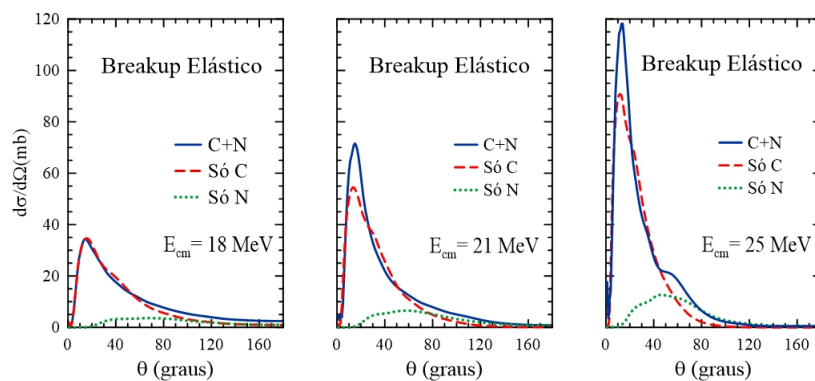 120
100
80
60
40
20
0
dσ/dΩ(mb)
Breakup Elástico
C+N
Só C
Só N
E_cm= 18 MeV
0 40 80 120 160
θ (graus)
Breakup Elástico
C+N
Só C
Só N
E_cm= 21 MeV
0 40 80 120 160
θ (graus)
Breakup Elástico
C+N
Só C
Só N
E_cm= 25 MeV
0 40 80 120 160
θ (graus)